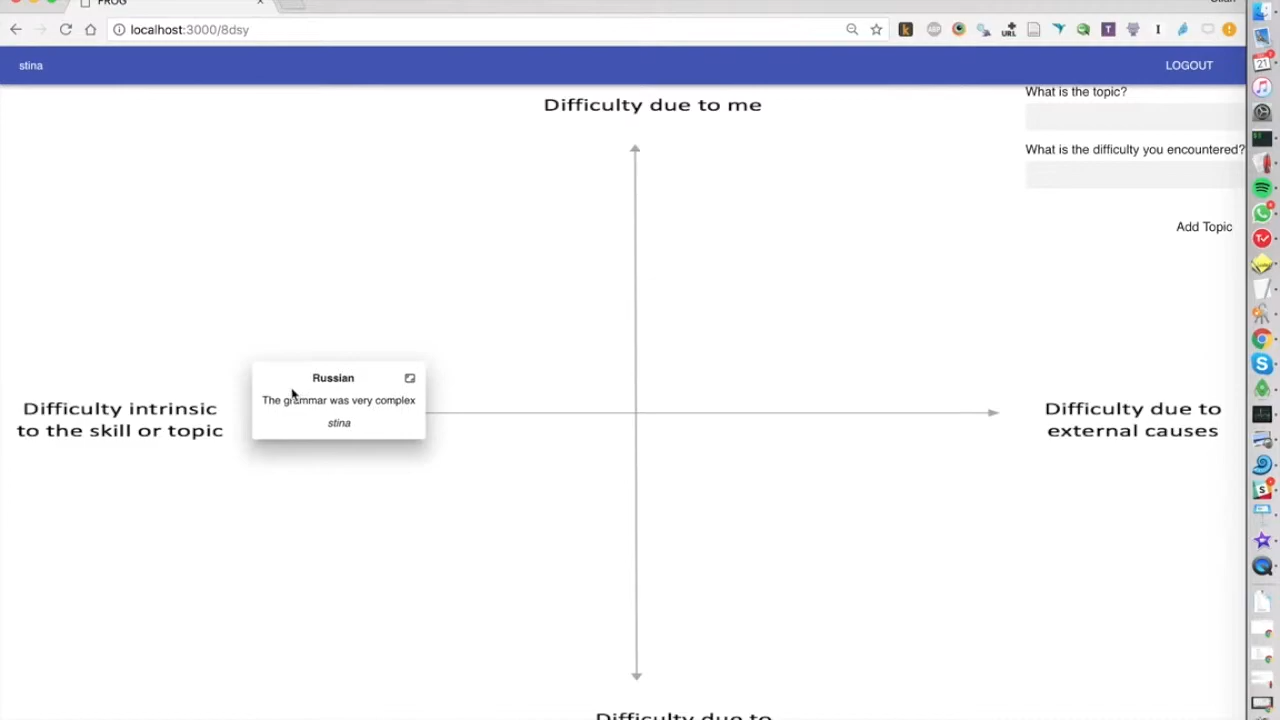 FROG
localhost:3000/8dsy
stina
LOGOUT
Difficulty due to me
What is the topic?
What is the difficulty you encountered?
Add Topic
Russian
The grammar was very complex
stina
Difficulty intrinsic
to the skill or topic
Difficulty due to
external causes
Difficulty due to